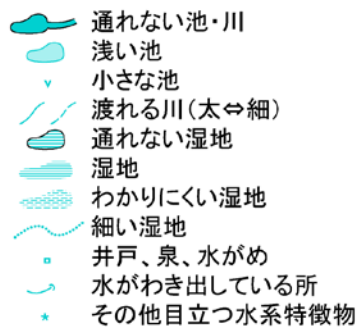 通れない池・川
浅い池
小さな池
渡れる川(太⇔細)
通れない湿地
湿地
わかりにくい湿地
細い湿地
井戸、泉、水がめ
水がわき出している所
その他目立つ水系特徴物